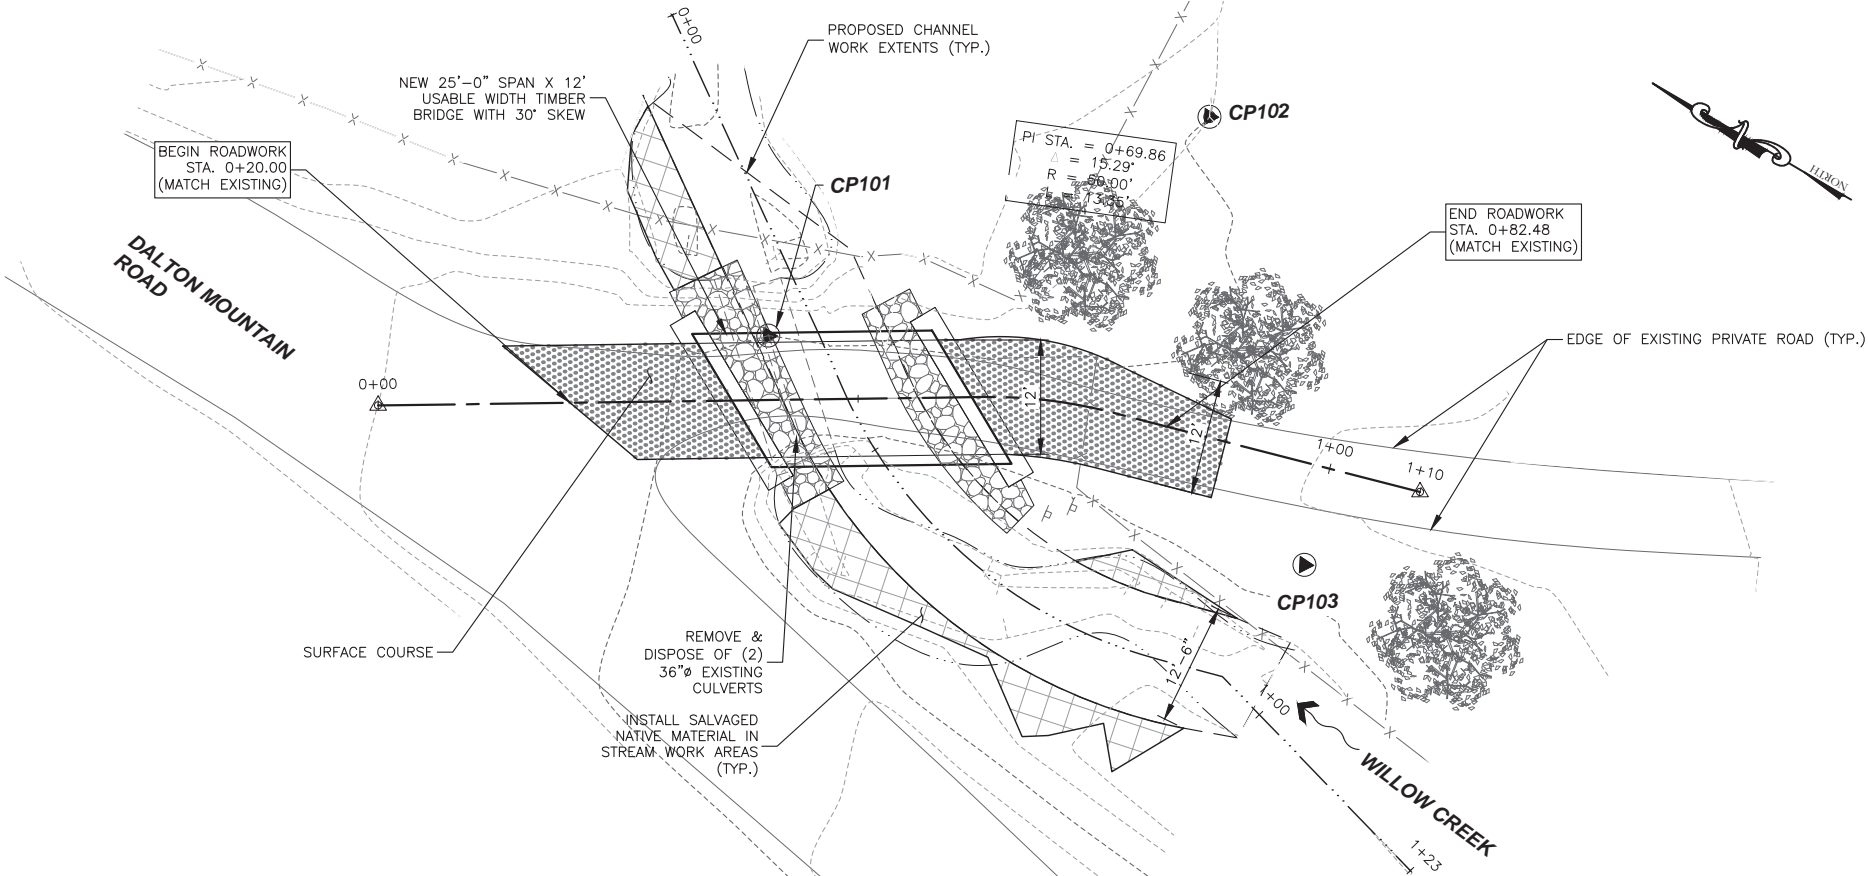 0+00
PROPOSED CHANNEL
WORK EXTENTS (TYP.)
NEW 25'-0" SPAN X 12'
USABLE WIDTH TIMBER
BRIDGE WITH 30° SKEW
CP102
PI STA. = 0+69.86
△ = 15.29°
R =
NORTH
BEGIN ROADWORK
STA. 0+20.00
(MATCH EXISTING)
CP101
END ROADWORK
STA. 0+82.48
(MATCH EXISTING)
DALTON MOUNTAIN
ROAD
EDGE OF EXISTING PRIVATE ROAD (TYP.)
0+00
12'
12'
1+00
1+10
CP103
SURFACE COURSE
REMOVE &
DISPOSE OF (2)
36"ø EXISTING
CULVERTS
12'-6"
1+00
INSTALL SALVAGED
NATIVE MATERIAL IN
STREAM WORK AREAS
(TYP.)
WILLOW CREEK
1+23